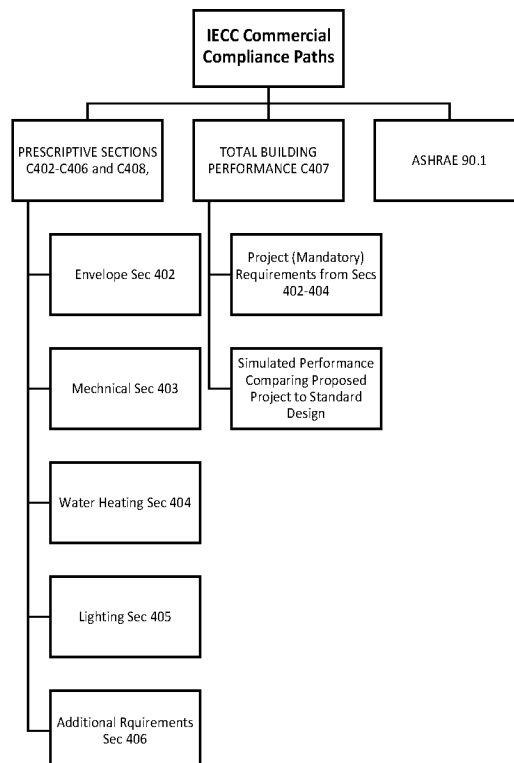 IECC Commercial
Compliance Paths
PRESCRIPTIVE SECTIONS
C402-C406 and C408,
TOTAL BUILDING
PERFORMANCE C407
ASHRAE 90.1
Envelope Sec 402
Mechnical Sec 403
Water Heating Sec 404
Lighting Sec 405
Additional Rquirements
Sec 406
Project (Mandatory)
Requirements from Secs
402-404
Simulated Performance
Comparing Proposed
Project to Standard
Design